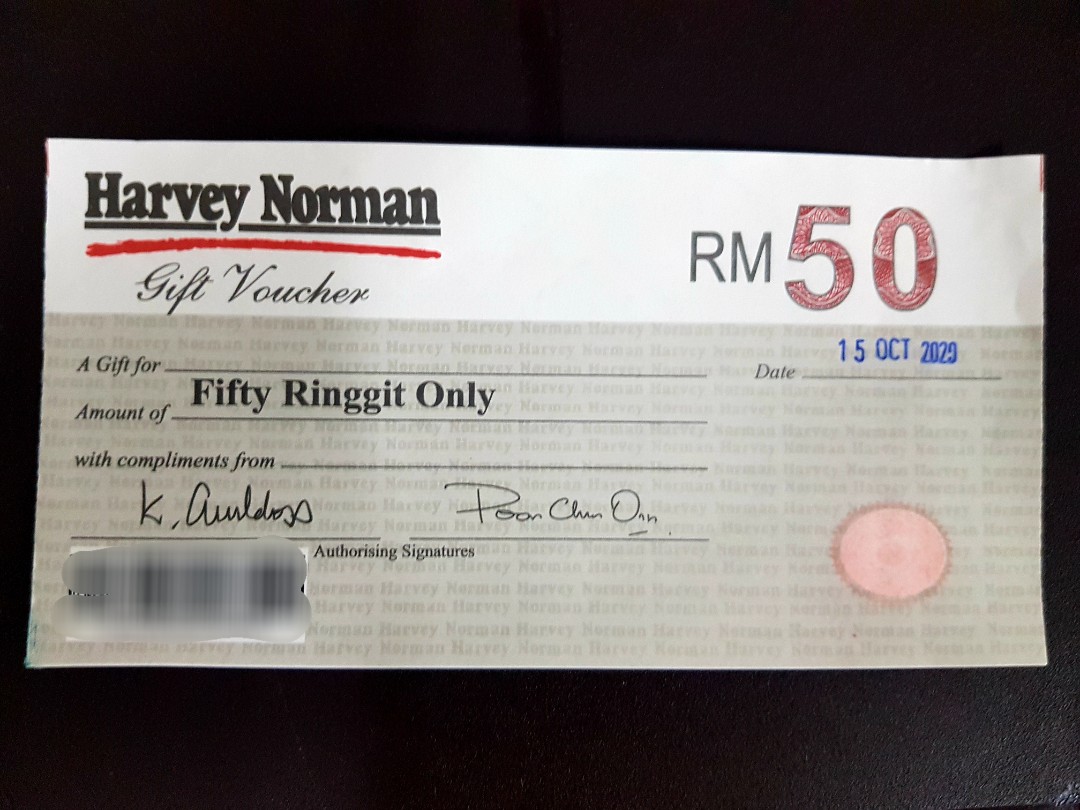 Harvey Norman
Gift Voucher
RM 50
15 OCT 2020
A Gift for
Date
Fifty Ringgit Only
Amount of
with compliments from
Authorising Signatures